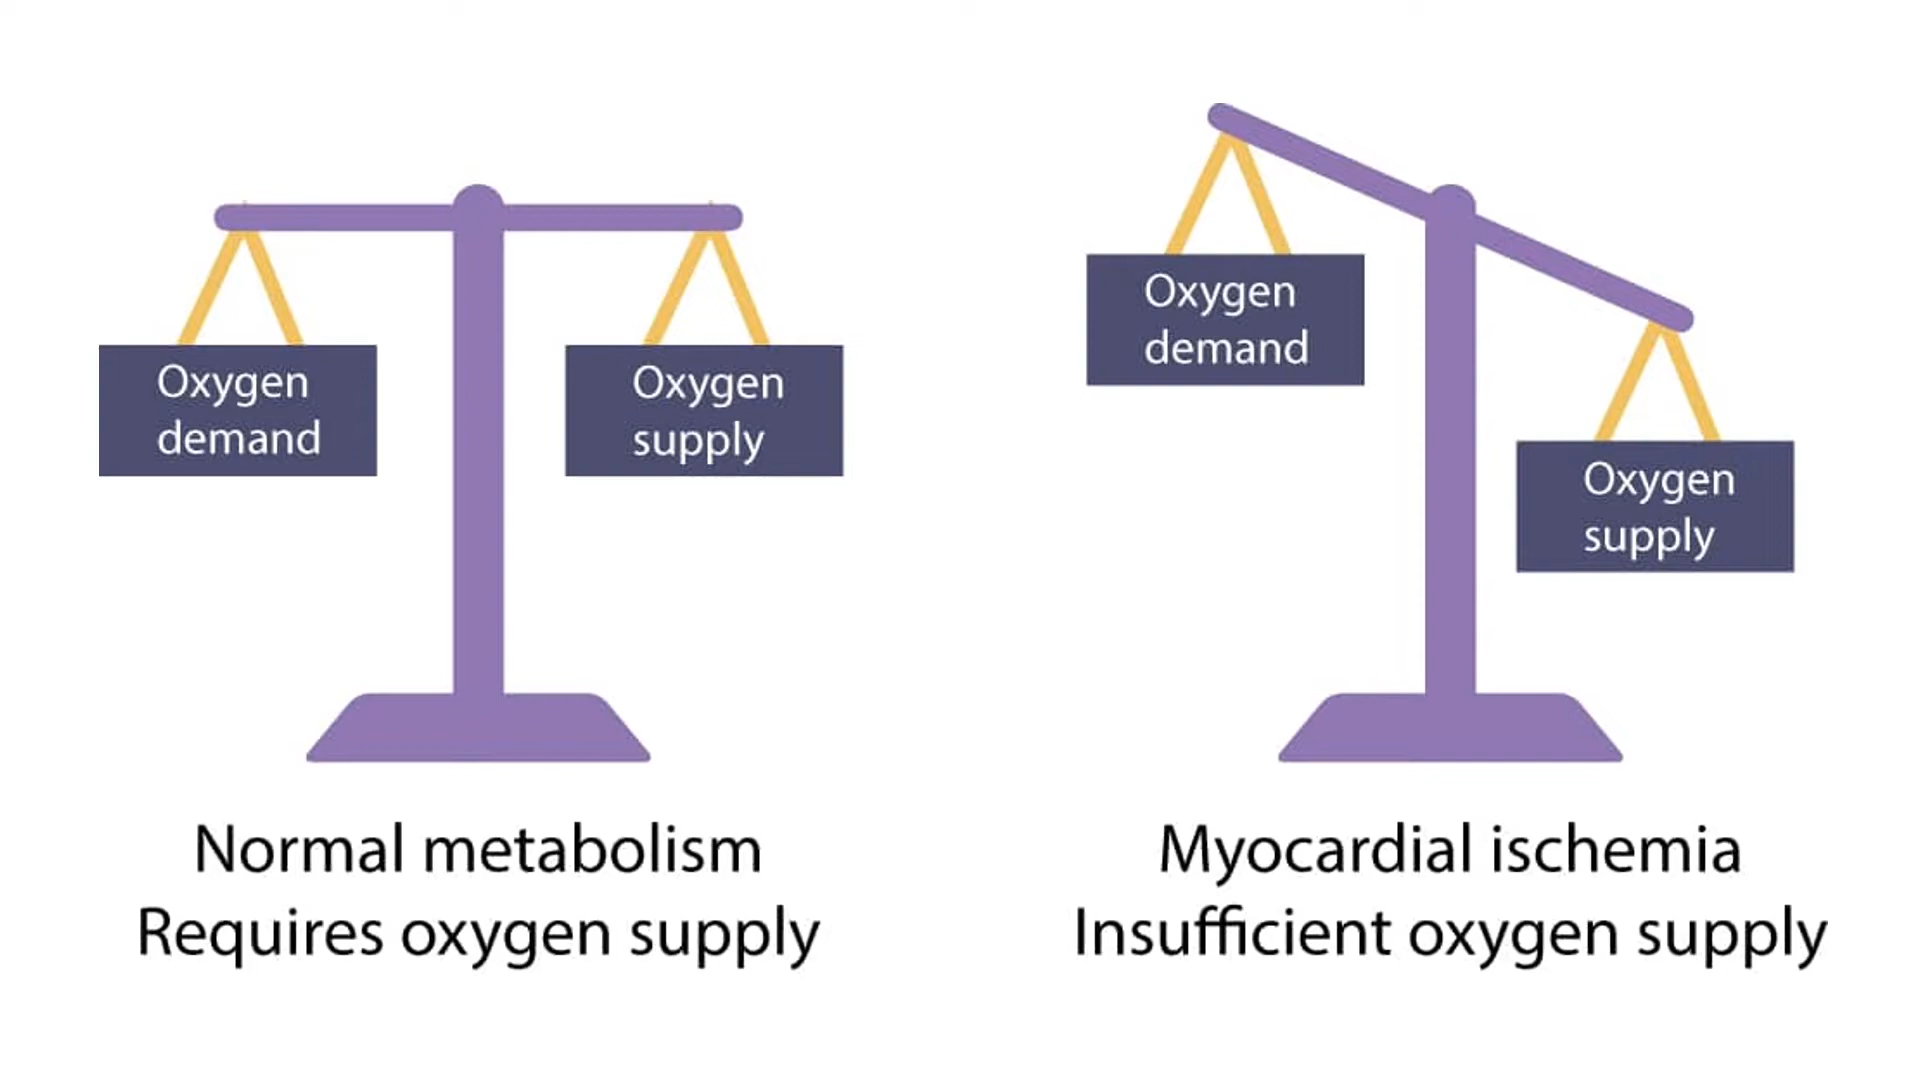 Oxygen
demand
Oxygen
supply
Normal metabolism
Requires oxygen supply
Oxygen
demand
Oxygen
supply
Myocardial ischemia
Insufficient oxygen supply